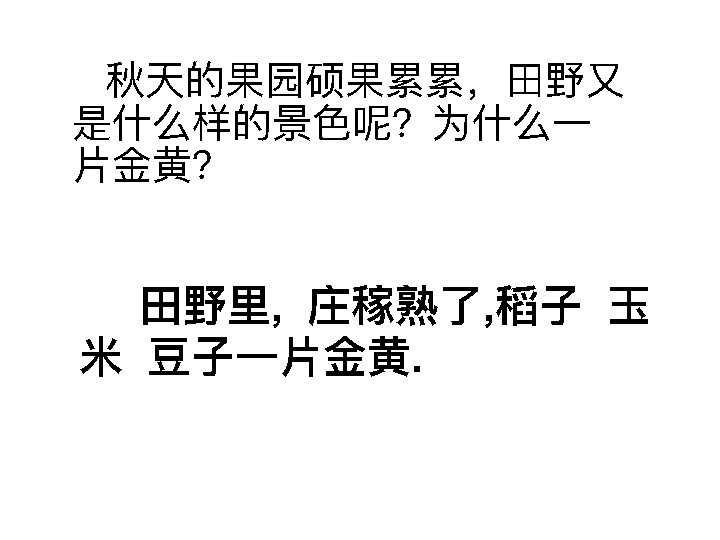 秋天的果园硕果累累，田野又
是什么样的景色呢？为什么一
片金黄？
田野里，庄稼熟了,稻子 玉
米 豆子一片金黄.